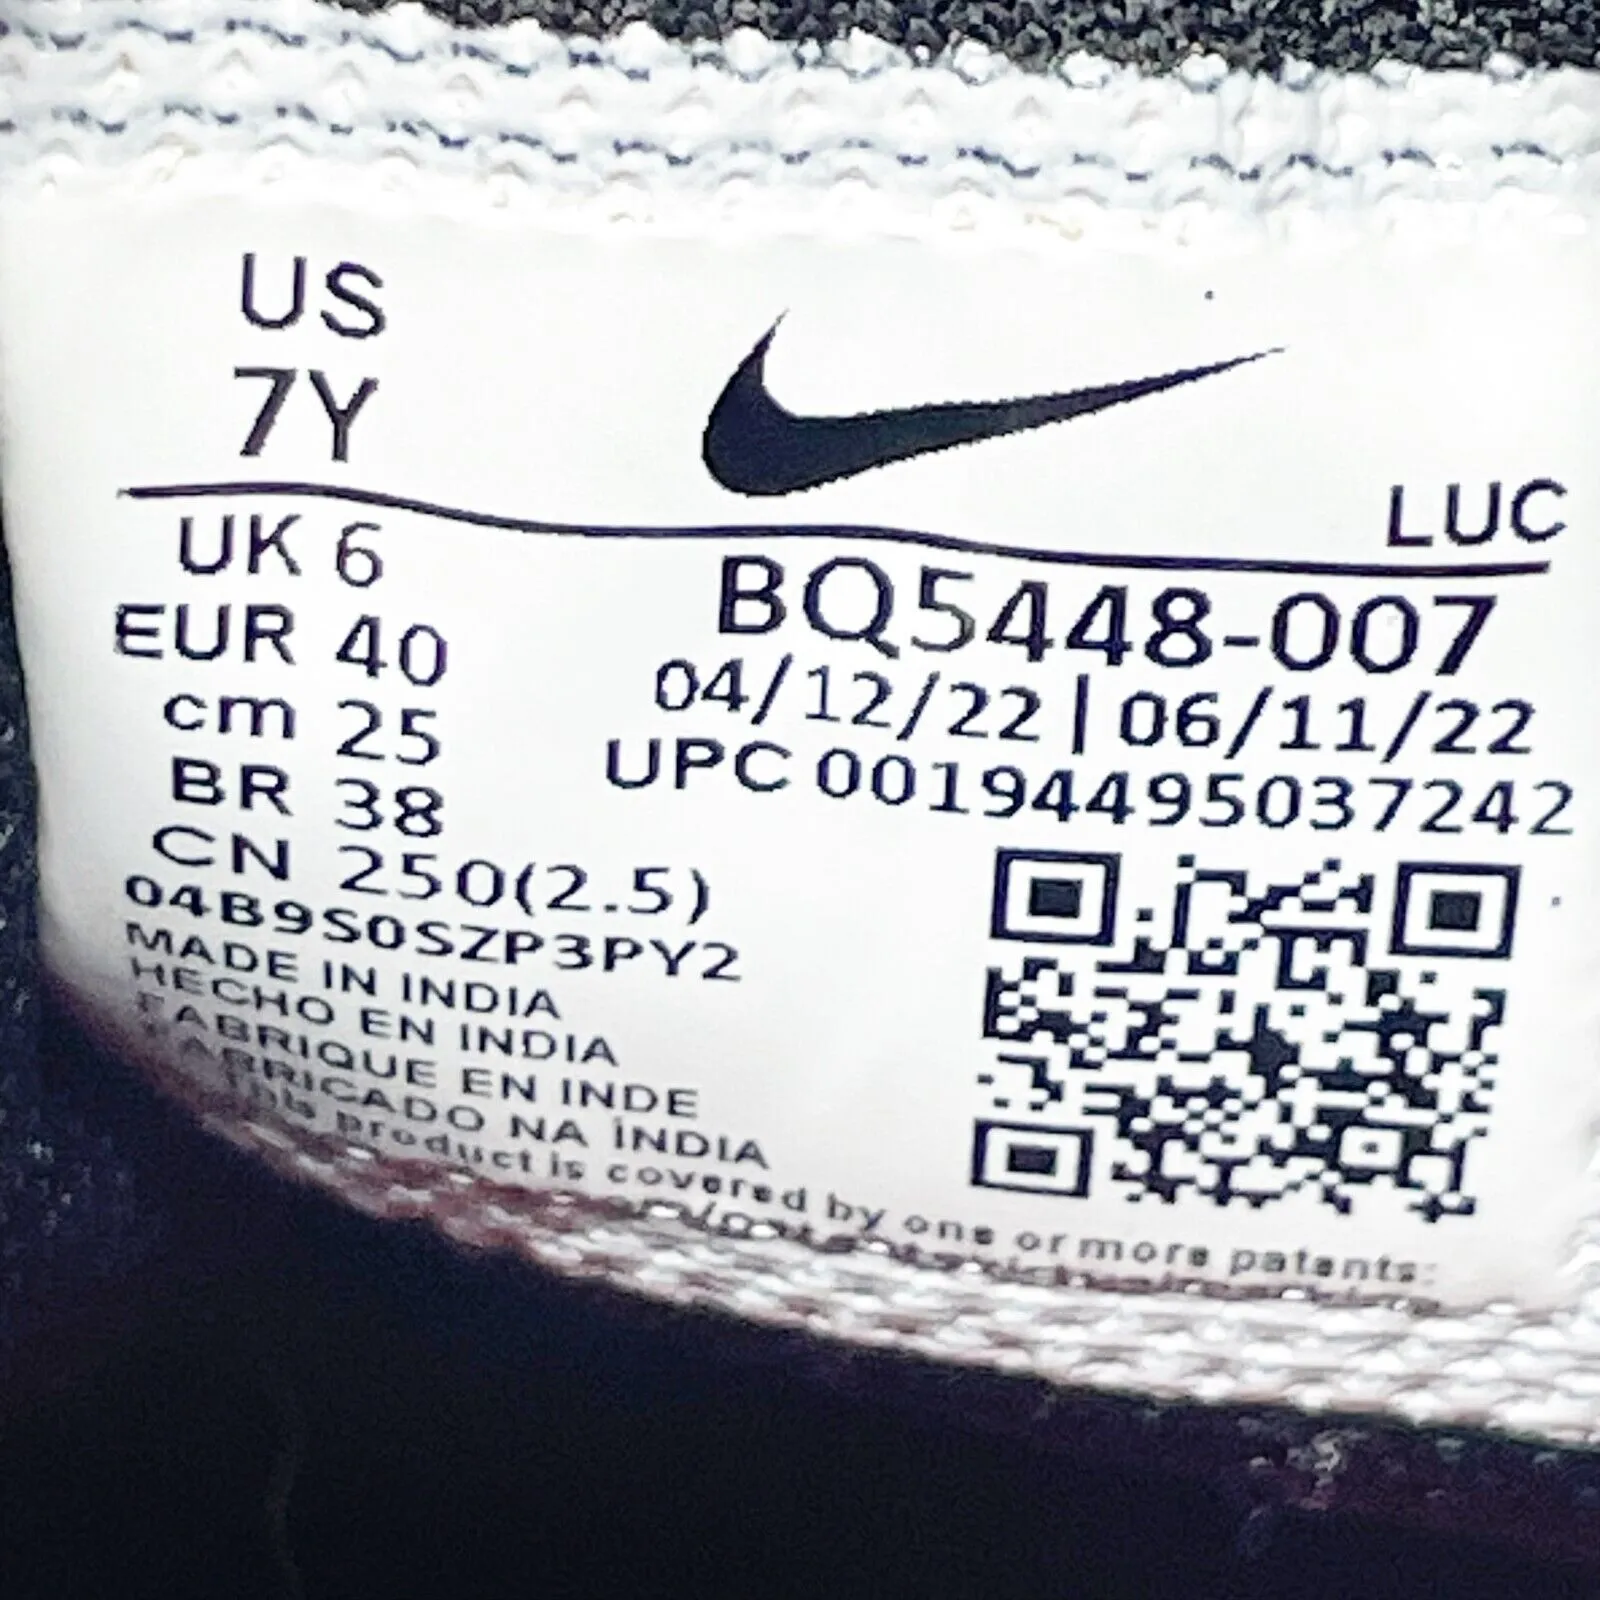 US
7Y
LUC
UK 6
EUR 40
cm 25
BR 38
CN 250(2.5)
BQ5448-007
04/12/22 | 06/11/22
UPC 00194495037242
04B9S0SZP3PY2
MADE IN INDIA
HECHO EN INDIA
FABRIQUE EN INDE
FABRICADO NA ÍNDIA
This product is covered by one or more patents: